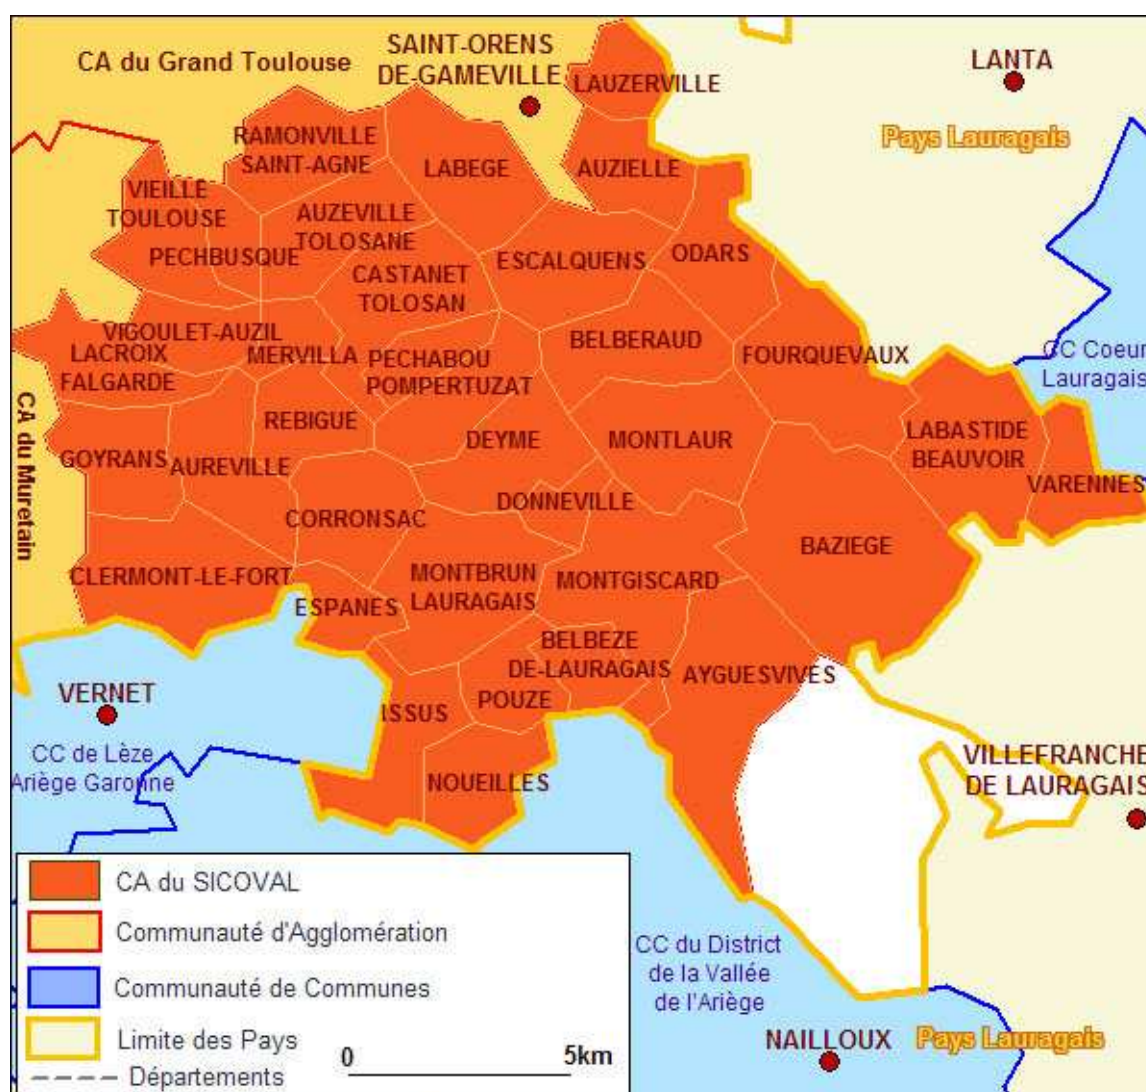 CA du Grand Toulouse
SAINT-ORENS
DE-GAMEVILLE
LAUZERVILLE
LANTA
Pays Lauragais
RAMONVILLE
SAINT-AGNE
LABEGE
AUZIELLE
VIEILLE
TOULOUSE
AUZEVILLE
TOLOSANE
PECHBUSQUE
ESCALQUENS
ODARS
CASTANET
TOLOSAN
VIGOULET-AUZIL
LACROIX
FALGARDE
MERVILLA
PECHABOU
POMPERTUZAT
BELBERAUD
FOURQUEVAUX
CC Coeur
Lauragais
CA du Muretain
REBIGUE
DEYME
MONTLAUR
LABASTIDE
BEAUVOIR
GOYRANS
AUREVILLE
VARENNES
DONNEVILLE
CORRONSAC
BAZIEGE
CLERMONT-LE-FORT
MONTBRUN
LAURAGAIS
MONTGISCARD
ESPANES
BELBEZE
DE-LAURAGAIS
AYGUESVIVES
VERNET
ISSUS
POUZE
CC de Lèze
Ariège Garonne
NOUEILLES
VILLEFRANCHE
DE LAURAGAIS
CA du SICOVAL
Communauté d'Agglomération
Communauté de Communes
Limite des Pays
Départements
0
5km
CC du District
de la Vallée
de l'Ariège
NAILLOUX
Pays Lauragais